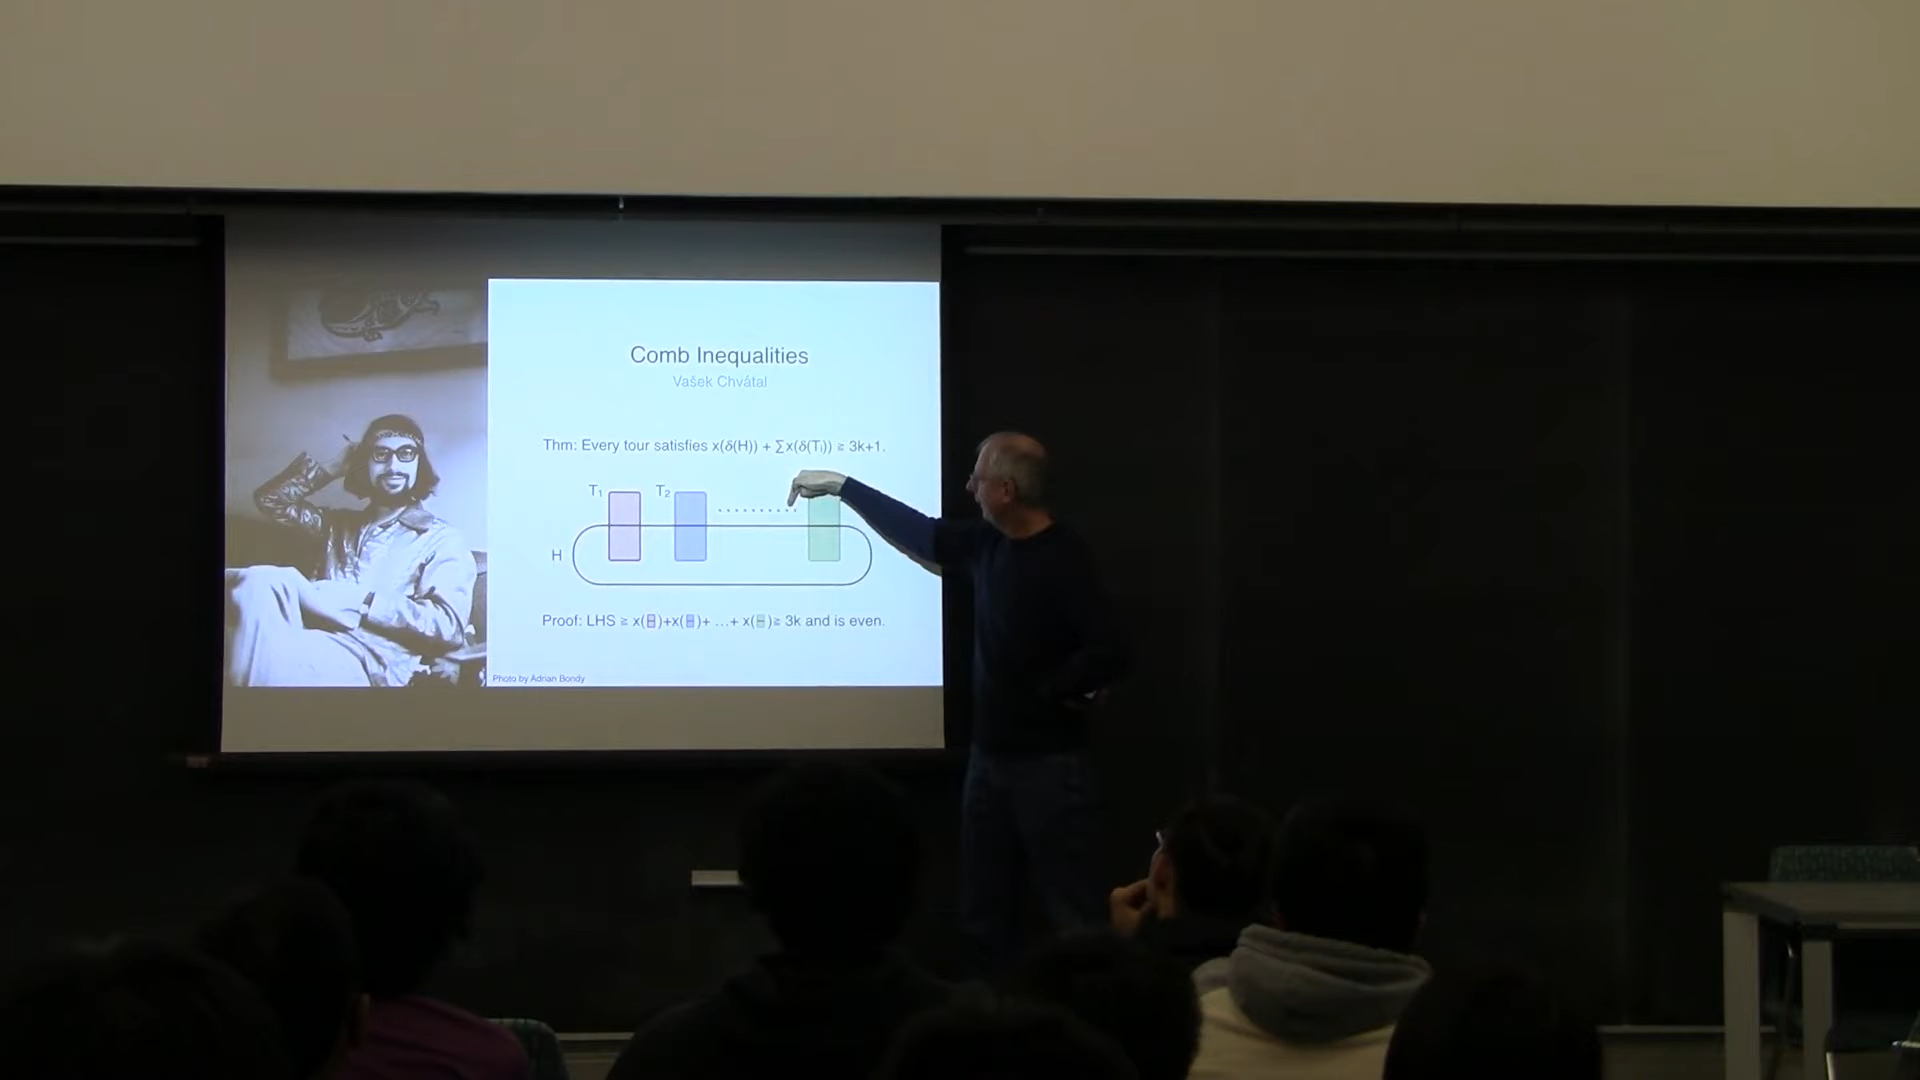 Comb Inequalities
Vašek Chvátal
Thm: Every tour satisfies x(δ(H)) + ∑x(δ(Tᵢ)) ≥ 3k+1.
T₁ T₂
H
Proof: LHS ≥ x( )+x( )+ …+ x( )≥ 3k and is even.
Photo by Adrian Bondy